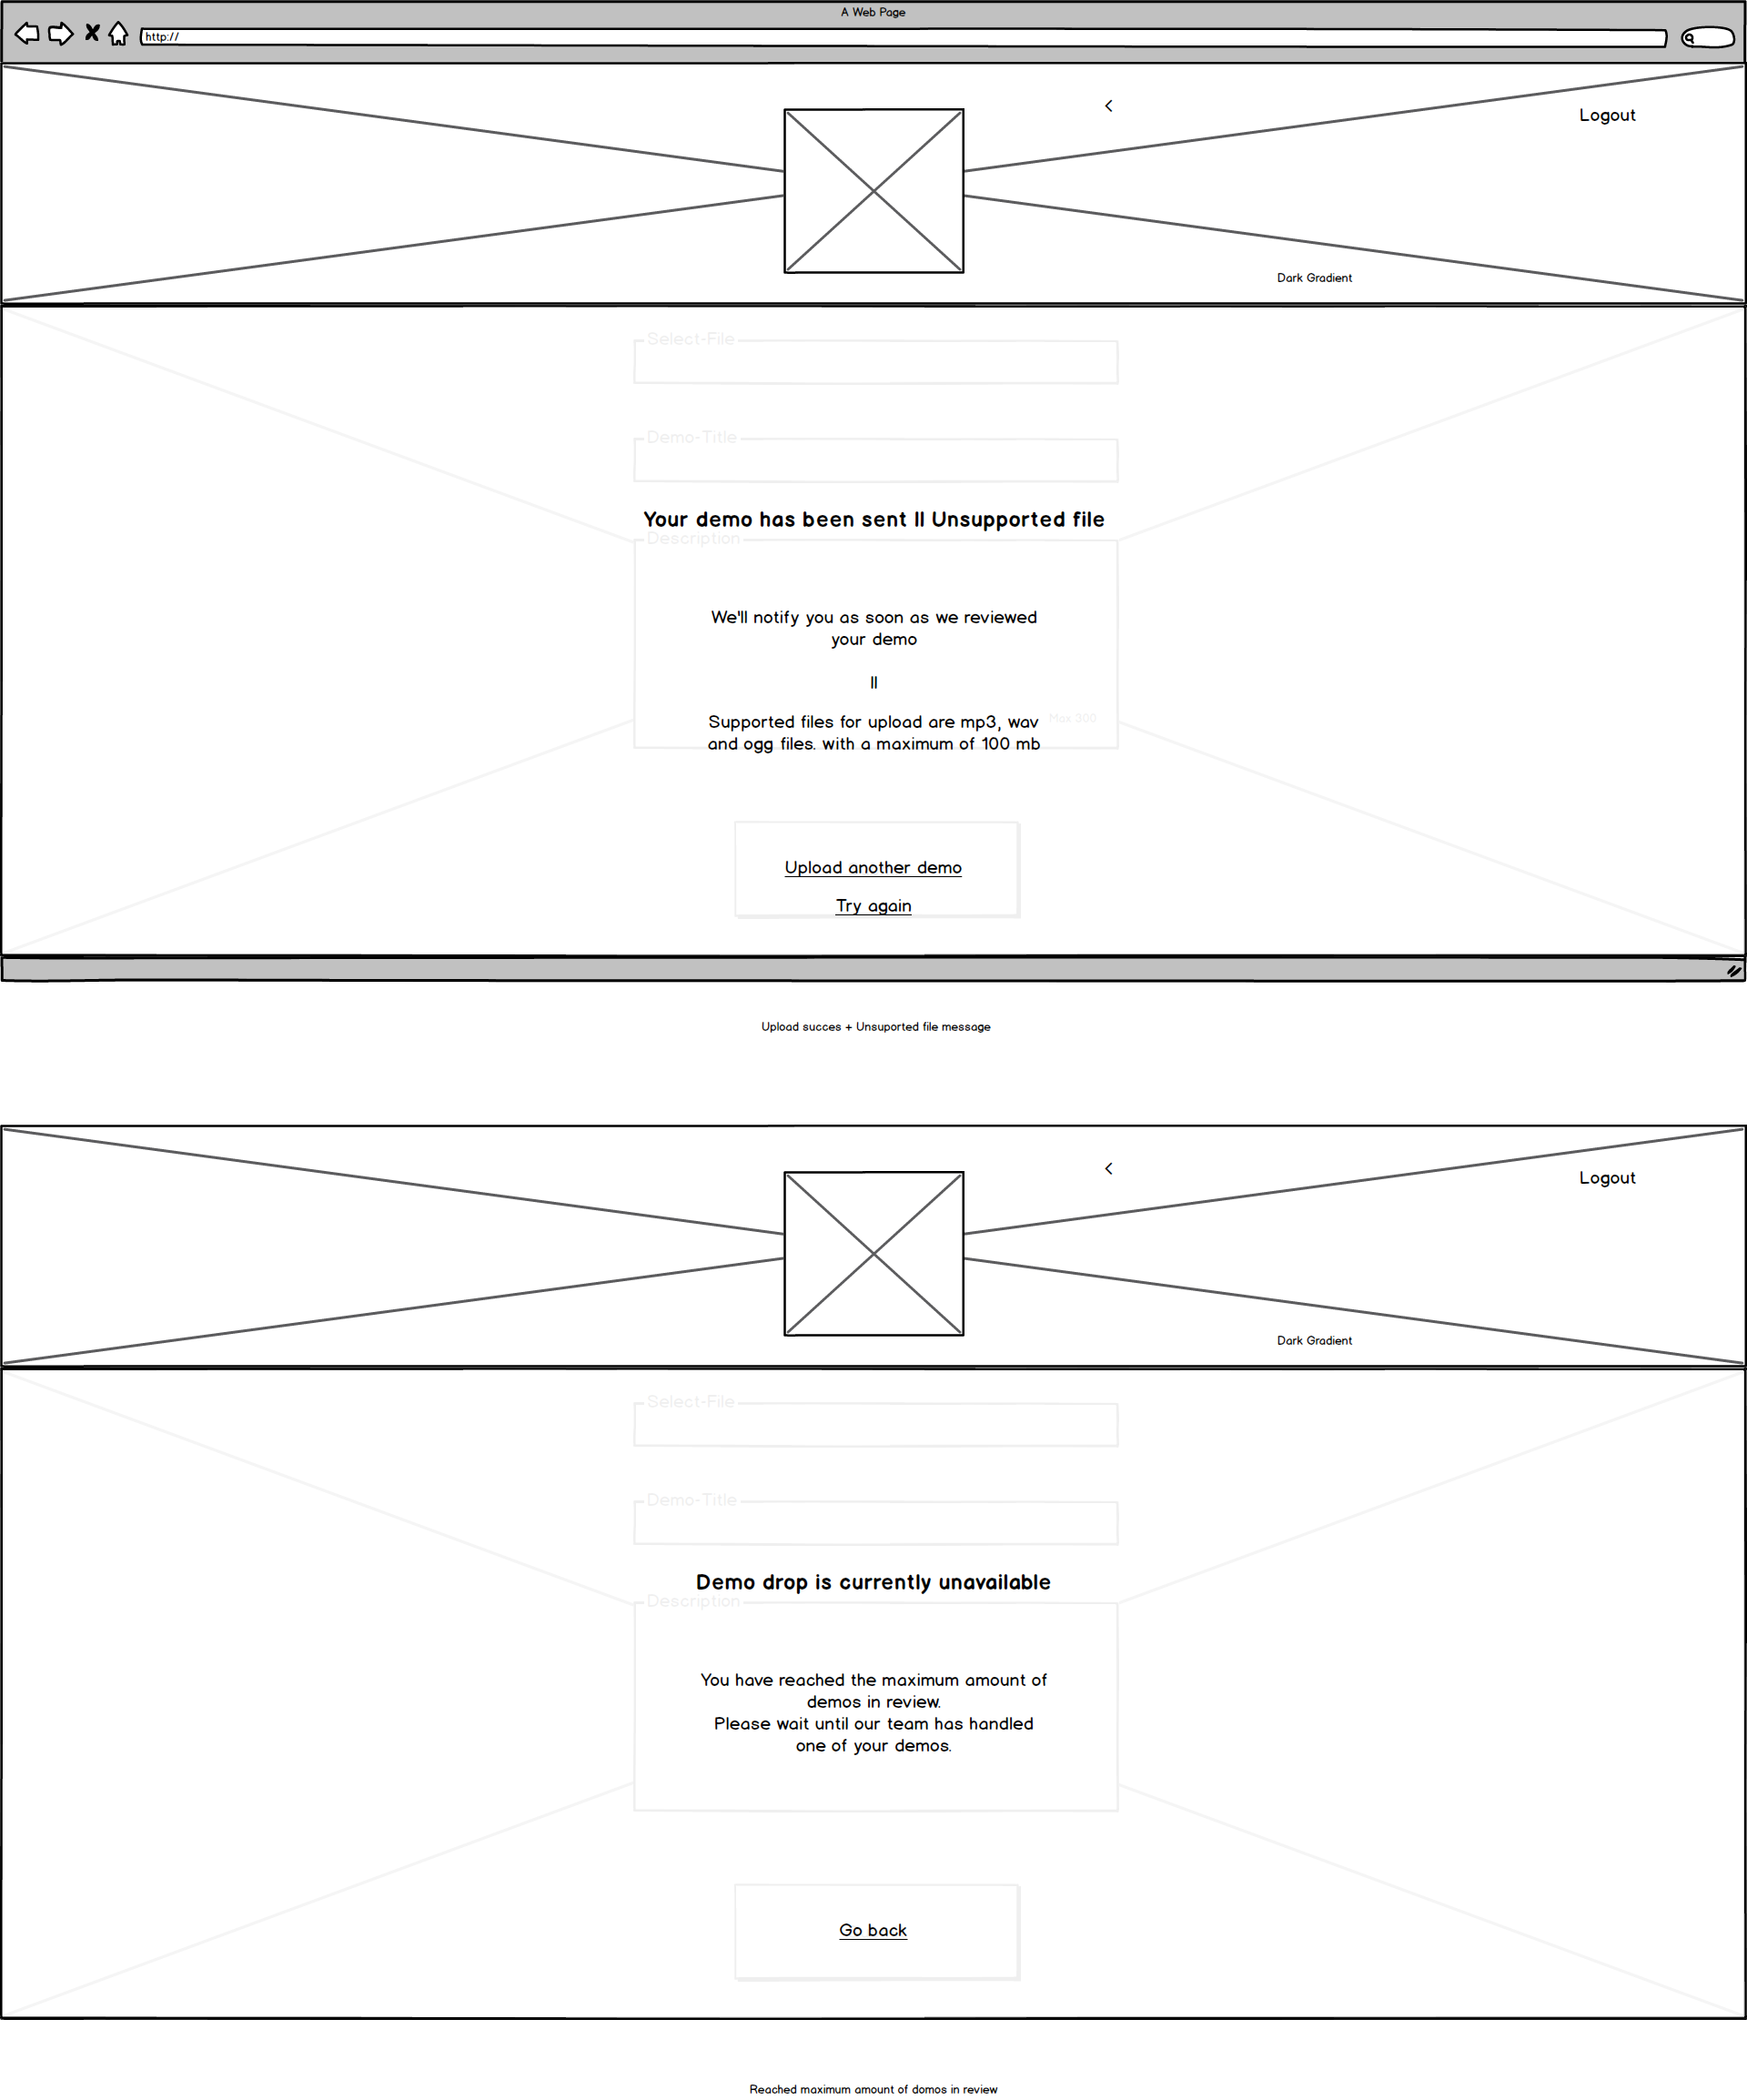 A Web Page
http://
Logout
Dark Gradient
Select-File
Demo-Title
Your demo has been sent || Unsupported file
Description
We'll notify you as soon as we reviewed
your demo
||
Supported files for upload are mp3, wav
Max 300
and ogg files. with a maximum of 100 mb
Upload another demo
Try again
Upload succes + Unsuported file message
Logout
Dark Gradient
Select-File
Demo-Title
Demo drop is currently unavailable
Description
You have reached the maximum amount of
demos in review.
Please wait until our team has handled
one of your demos.
Go back
Reached maximum amount of domos in review